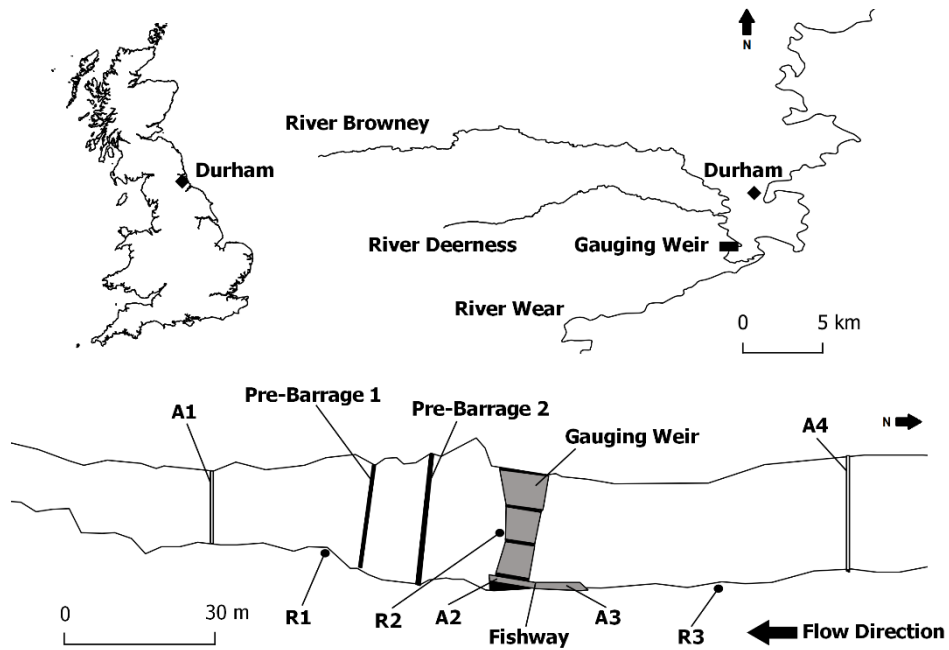 N
River Browney
Durham
Durham
River Deerness
Gauging Weir
River Wear
0 5 km
Pre-Barrage 1
A1
Pre-Barrage 2
Gauging Weir
A4
N
R1
R2
A2
A3
R3
0 30 m
Fishway
Flow Direction